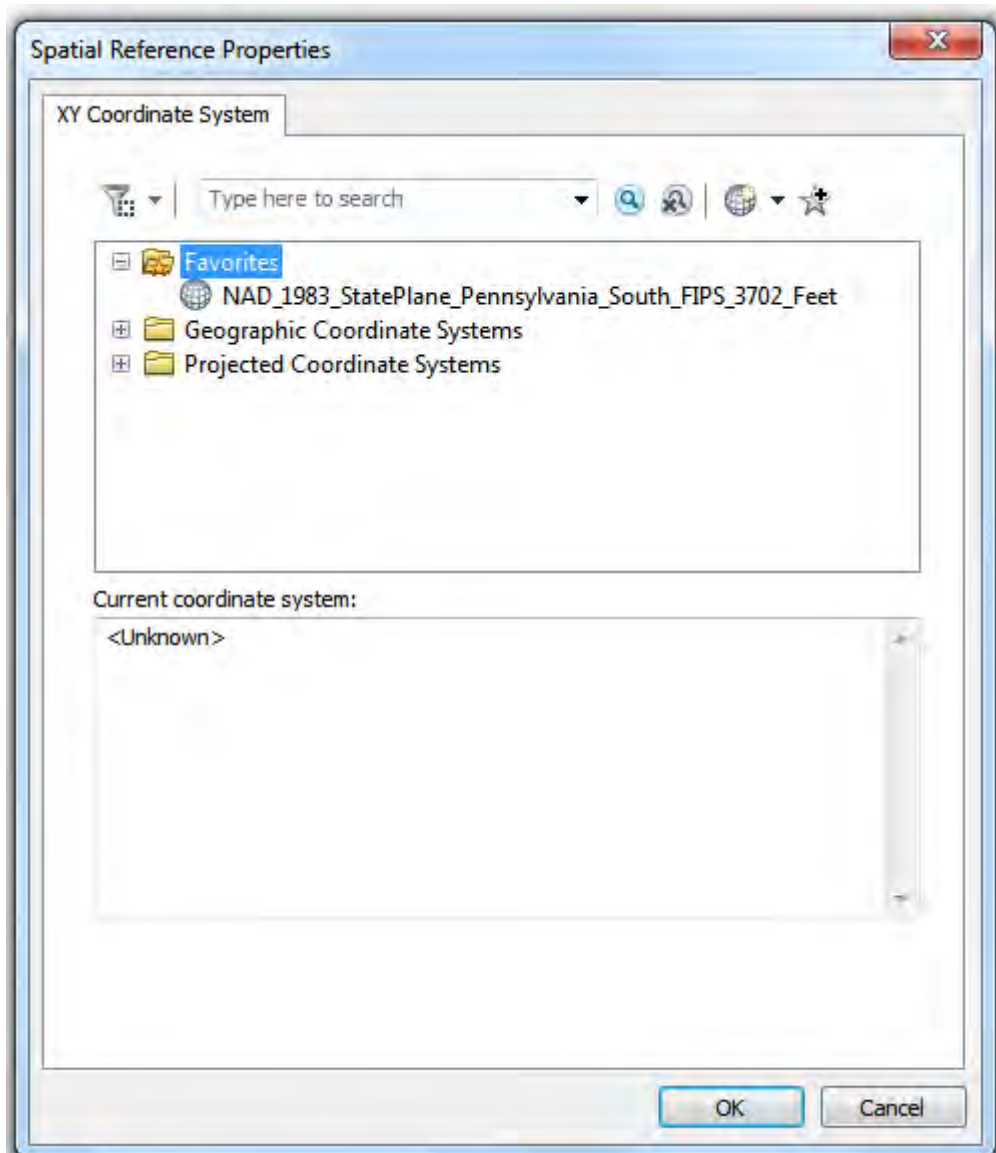 Spatial Reference Properties
XY Coordinate System
Type here to search
Favorites
NAD_1983_StatePlane_Pennsylvania_South_FIPS_3702_Feet
Geographic Coordinate Systems
Projected Coordinate Systems
Current coordinate system:
<Unknown>
OK Cancel